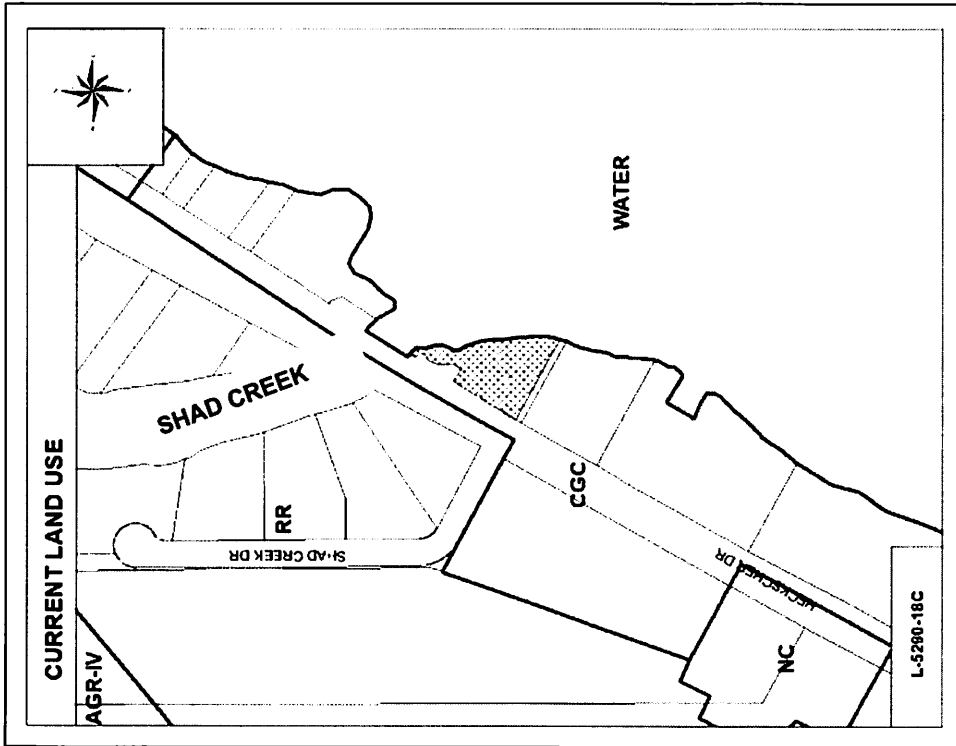 CURRENT LAND USE
AGR-IV
SHAD CREEK
WATER
RR
SHAD CREEK DR
CGC
HECKSCHER DR
NC
L-5290-18C